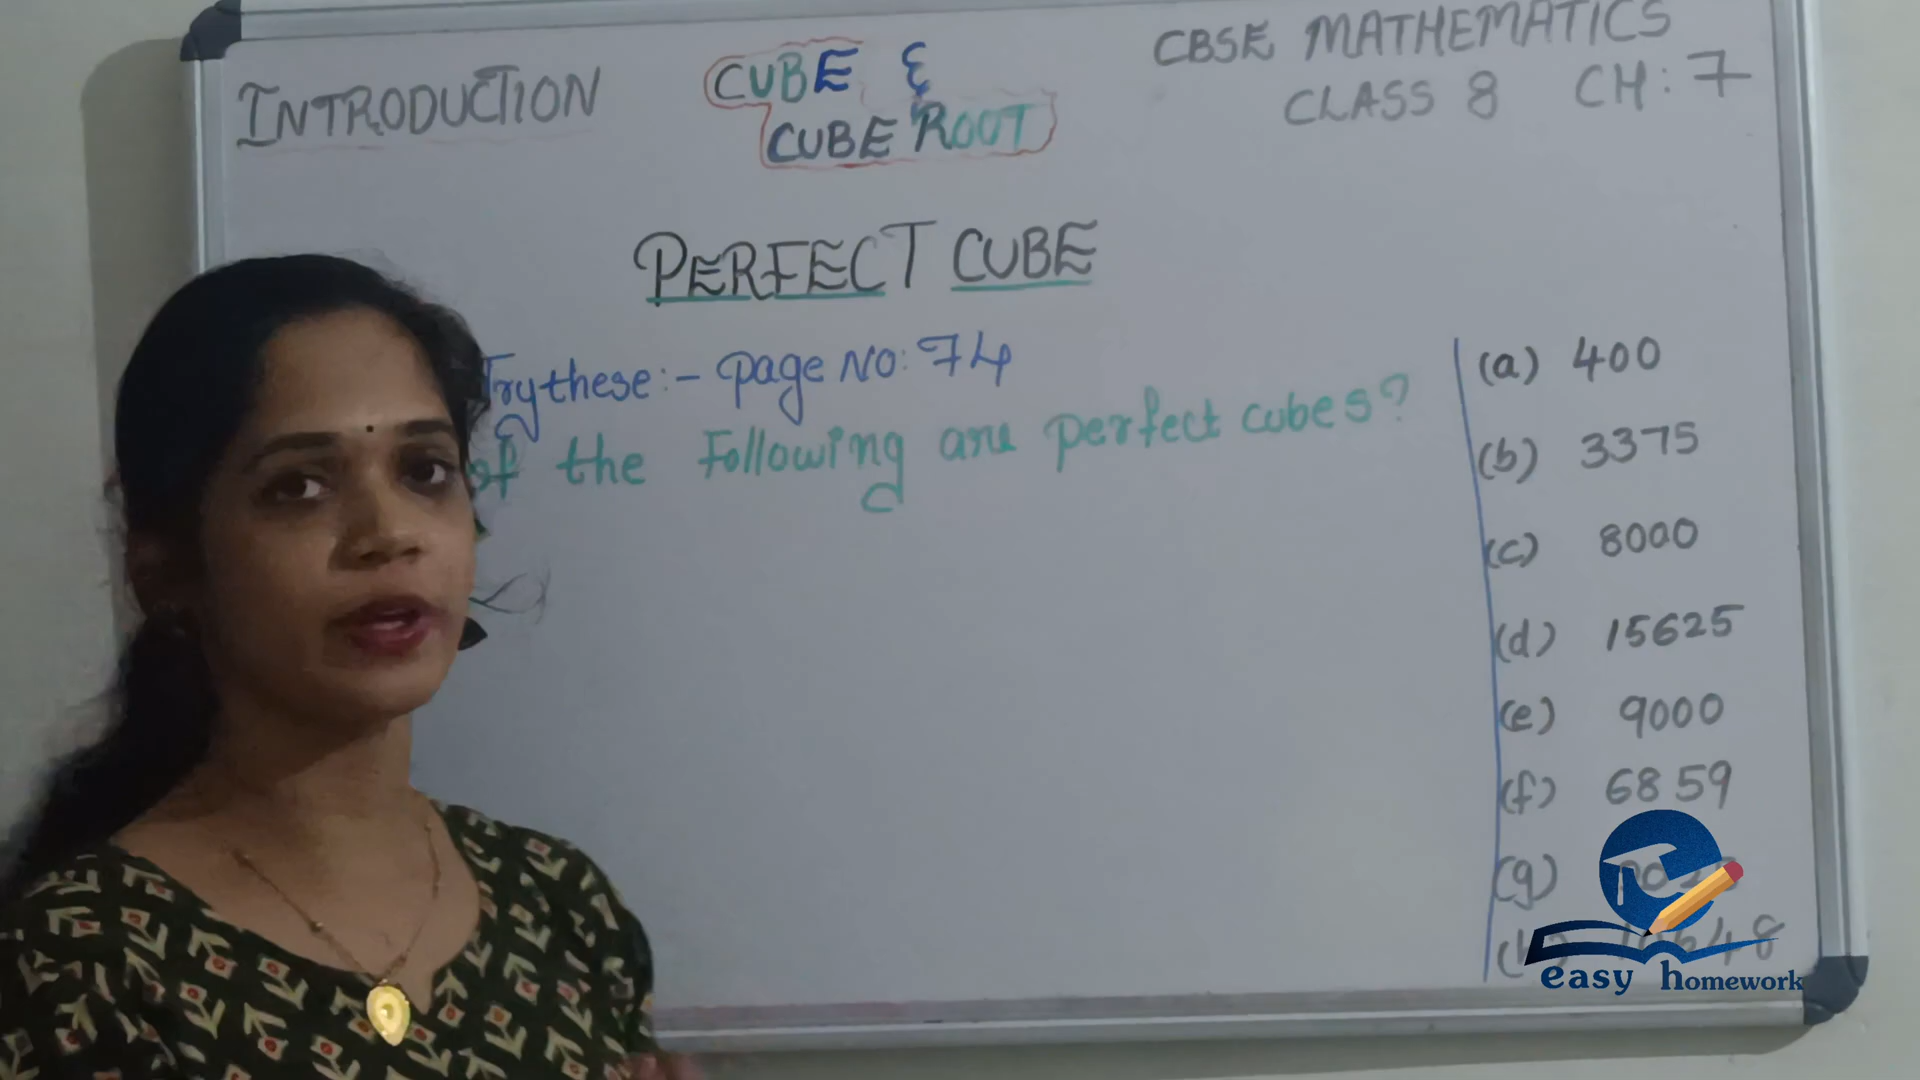 INTRODUCTION
CUBE &
CUBE ROOT
CBSE MATHEMATICS
CLASS 8 CH: 7
PERFECT CUBE
Try these:- Page NO: 74
of the Following are perfect cubes?
(a) 400
(b) 3375
(c) 8000
(d) 15625
(e) 9000
(f) 6859
(g)
easy homework